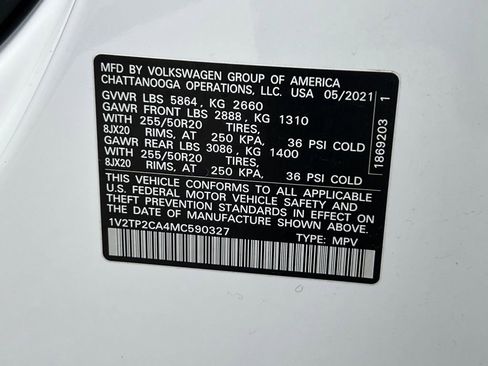 MFD BY VOLKSWAGEN GROUP OF AMERICA
CHATTANOOGA OPERATIONS, LLC. USA 05/2021
GVWR LBS 5864, KG 2660
GAWR FRONT LBS 2888, KG 1310
WITH 255/50R20 TIRES,
8JX20 RIMS, AT 250 KPA, 36 PSI COLD
GAWR REAR LBS 3086, KG 1400
WITH 255/50R20 TIRES,
8JX20 RIMS, AT 250 KPA, 36 PSI COLD
THIS VEHICLE CONFORMS TO ALL APPLICABLE
U.S. FEDERAL MOTOR VEHICLE SAFETY AND
THEFT PREVENTION STANDARDS IN EFFECT ON
THE DATE OF MANUFACTURE SHOWN ABOVE.
1V2TP2CA4MC590327 TYPE: MPV
1869203 1